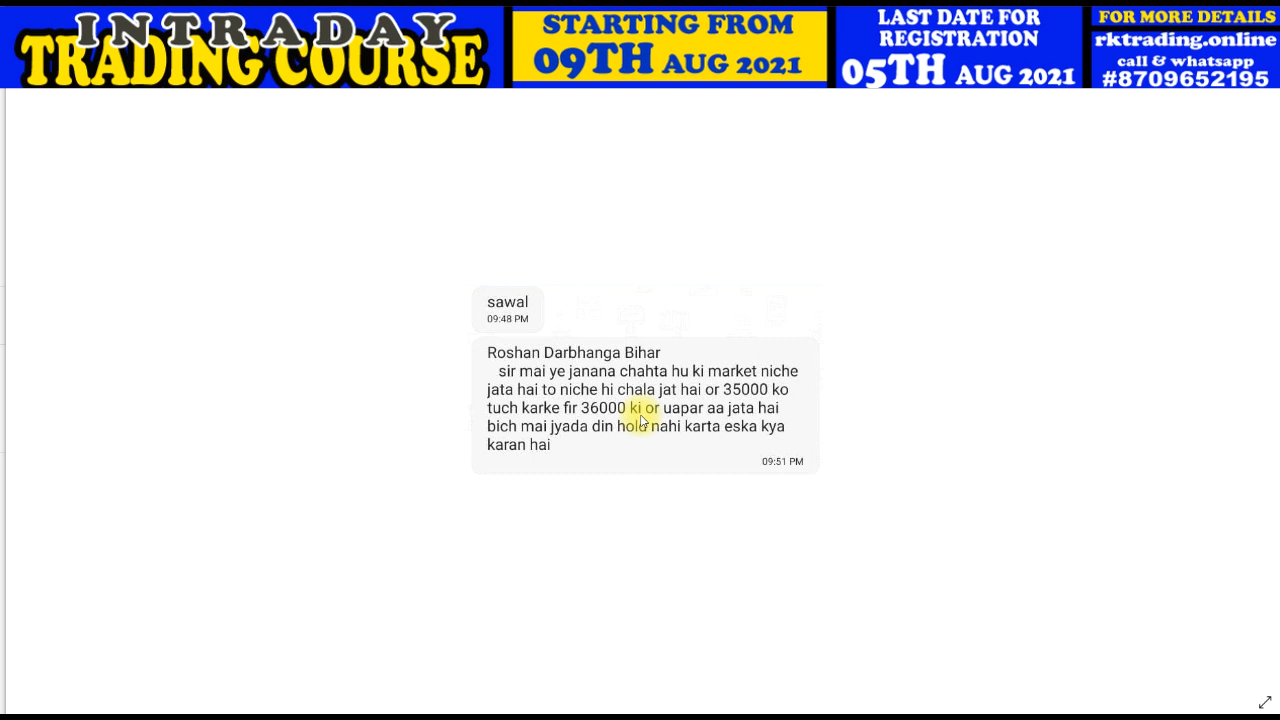 INTRADAY
TRADING COURSE
STARTING FROM
09TH AUG 2021
LAST DATE FOR
REGISTRATION
05TH AUG 2021
FOR MORE DETAILS
rktrading.online
call & whatsapp
#8709652195
sawal
09:48 PM
Roshan Darbhanga Bihar
sir mai ye janana chahta hu ki market niche
jata hai to niche hi chala jat hai or 35000 ko
tuch karke fir 36000 ki or uapar aa jata hai
bich mai jyada din hold nahi karta eska kya
karan hai
09:51 PM